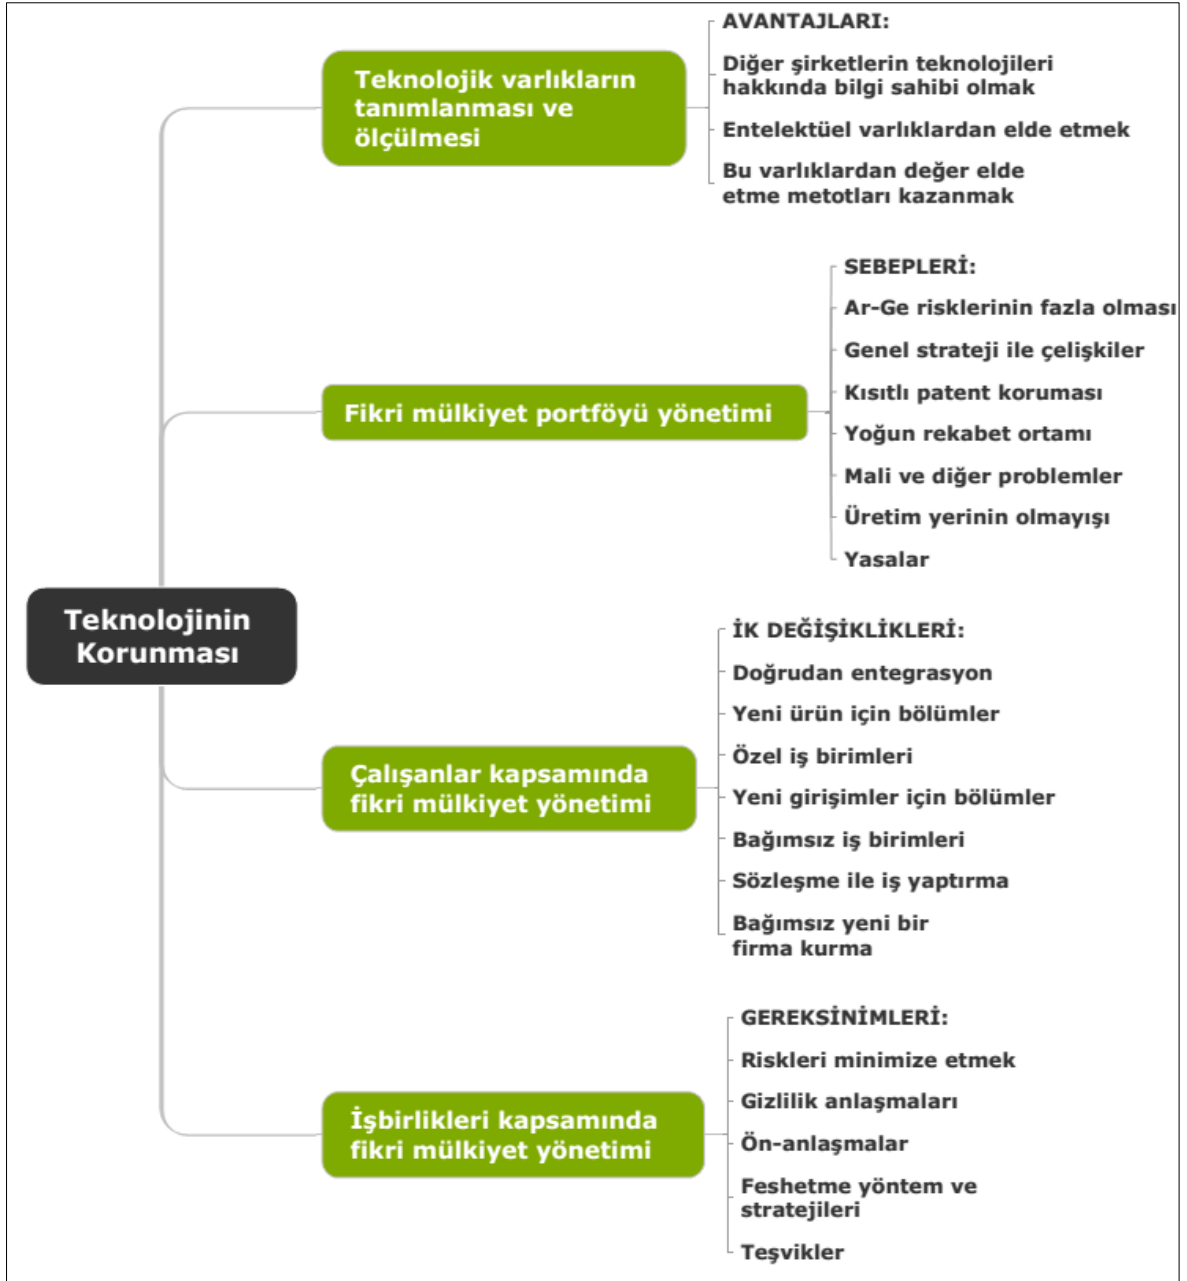 Teknolojinin
Korunması
Teknolojik varlıkların
tanımlanması ve
ölçülmesi
AVANTAJLARI:
Diğer şirketlerin teknolojileri
hakkında bilgi sahibi olmak
Entelektüel varlıklardan elde etmek
Bu varlıklardan değer elde
etme metotları kazanmak
Fikri mülkiyet portföyü yönetimi
SEBEPLERİ:
Ar-Ge risklerinin fazla olması
Genel strateji ile çelişkiler
Kısıtlı patent koruması
Yoğun rekabet ortamı
Mali ve diğer problemler
Üretim yerinin olmayışı
Yasalar
Çalışanlar kapsamında
fikri mülkiyet yönetimi
İK DEĞİŞİKLİKLERİ:
Doğrudan entegrasyon
Yeni ürün için bölümler
Özel iş birimleri
Yeni girişimler için bölümler
Bağımsız iş birimleri
Sözleşme ile iş yaptırma
Bağımsız yeni bir
firma kurma
İşbirlikleri kapsamında
fikri mülkiyet yönetimi
GEREKSİNİMLERİ:
Riskleri minimize etmek
Gizlilik anlaşmaları
Ön-anlaşmalar
Feshetme yöntem ve
stratejileri
Teşvikler